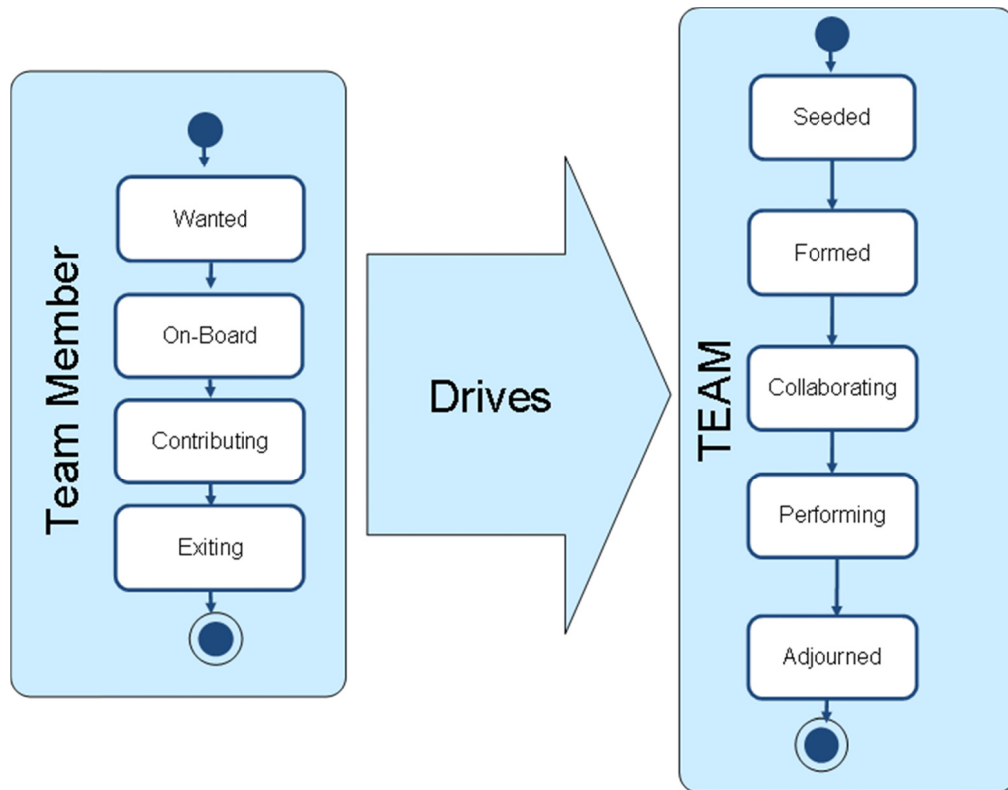 Team Member
Wanted
On-Board
Contributing
Exiting
Drives
TEAM
Seeded
Formed
Collaborating
Performing
Adjourned